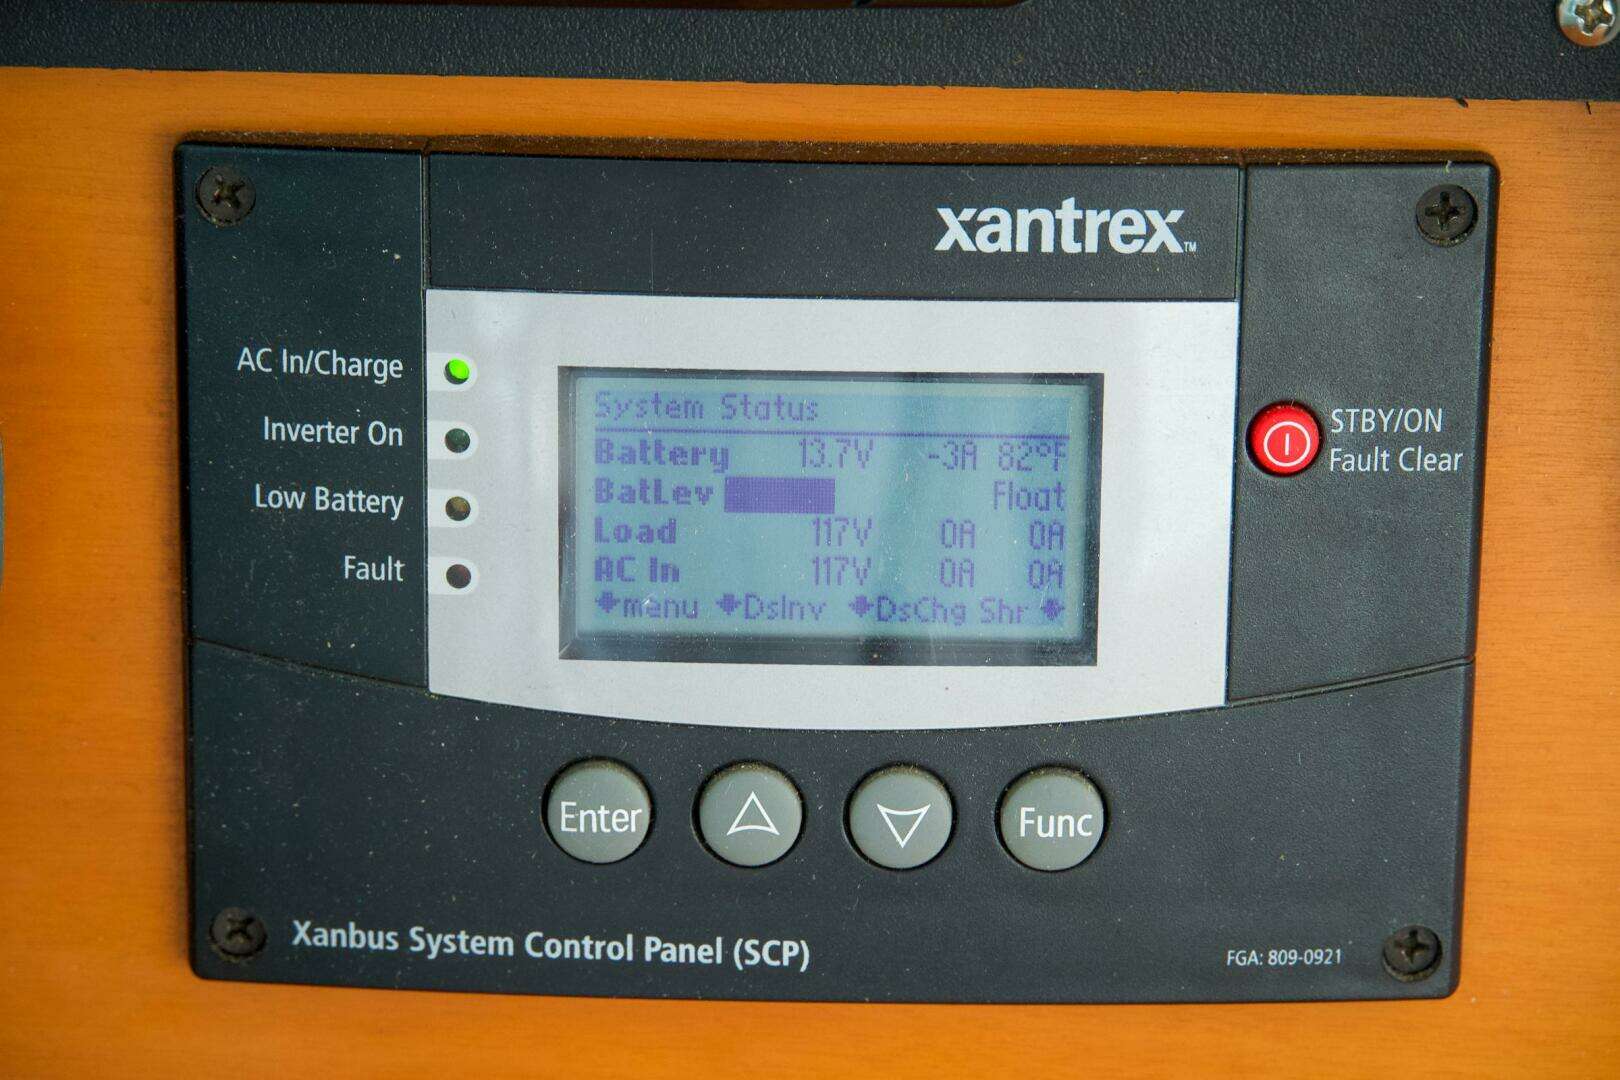 xantrex™
AC In/Charge
Inverter On
Low Battery
Fault
System Status
Battery 13.7V -3A 82°F
BatLev Float
Load 117V 0A 0A
AC In 117V 0A 0A
menu DsInv DsChg Shr
STBY/ON
Fault Clear
Enter Func
Xanbus System Control Panel (SCP)
FGA: 809-0921